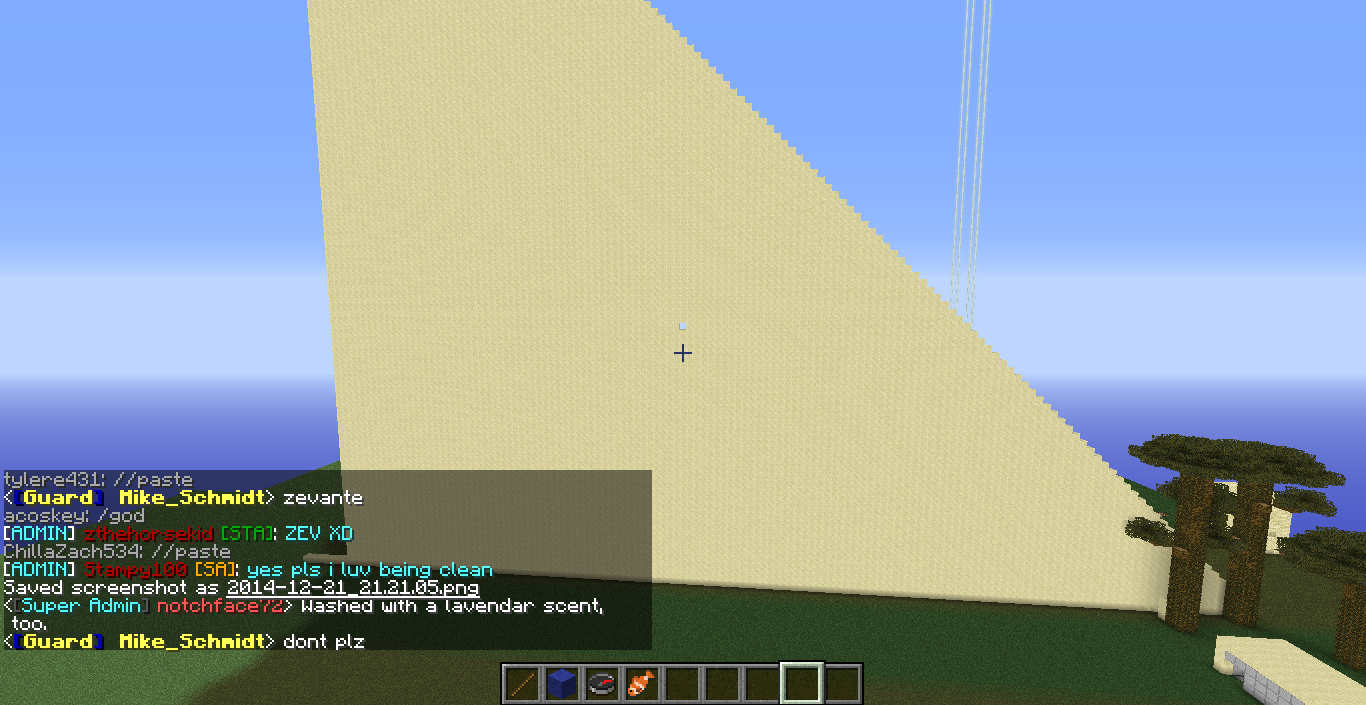 tylere431: //paste
<[Guard] Mike_Schmidt> zevante
acoskey: /god
[ADMIN] zthehorsekid [STA]: ZEV XD
ChillaZach534: //paste
[ADMIN] Stampy100 [SA]: yes pls i luv being clean
Saved screenshot as 2014-12-21_21.21.05.png
<[Super Admin] notchface72> Washed with a lavendar scent,
too.
<[Guard] Mike_Schmidt> dont plz